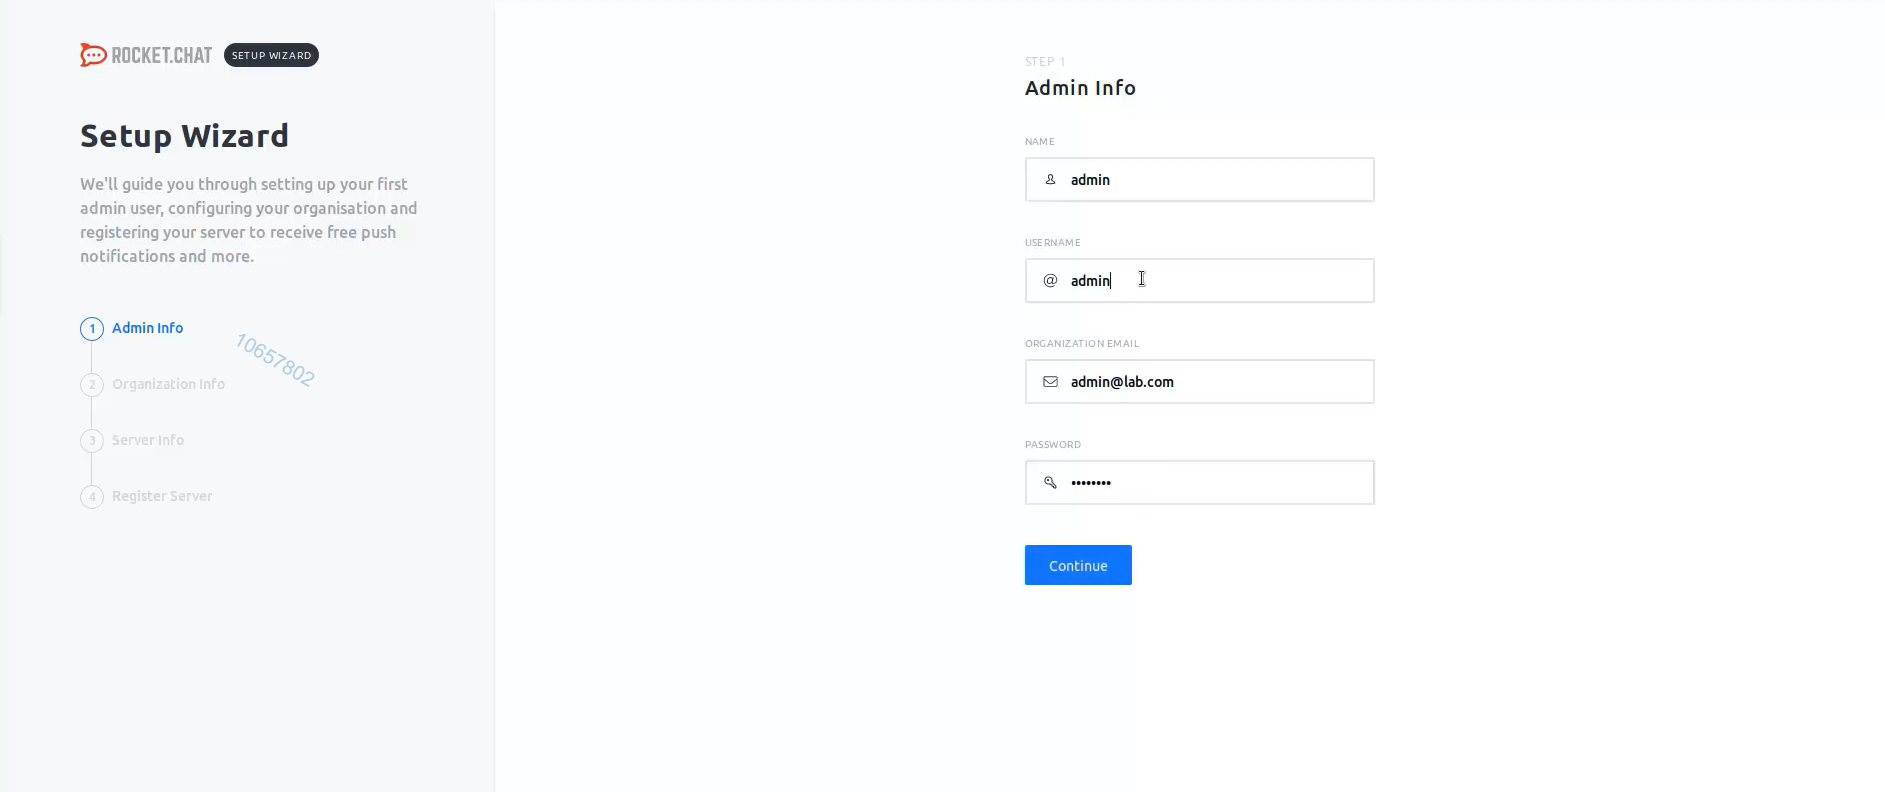 ROCKET.CHAT SETUP WIZARD
Setup Wizard
We'll guide you through setting up your first
admin user, configuring your organisation and
registering your server to receive free push
notifications and more.
1 Admin Info
2 Organization Info
3 Server Info
4 Register Server
10657802
STEP 1
Admin Info
NAME
admin
USERNAME
@ admin
ORGANIZATION EMAIL
admin@lab.com
PASSWORD
••••••••
Continue